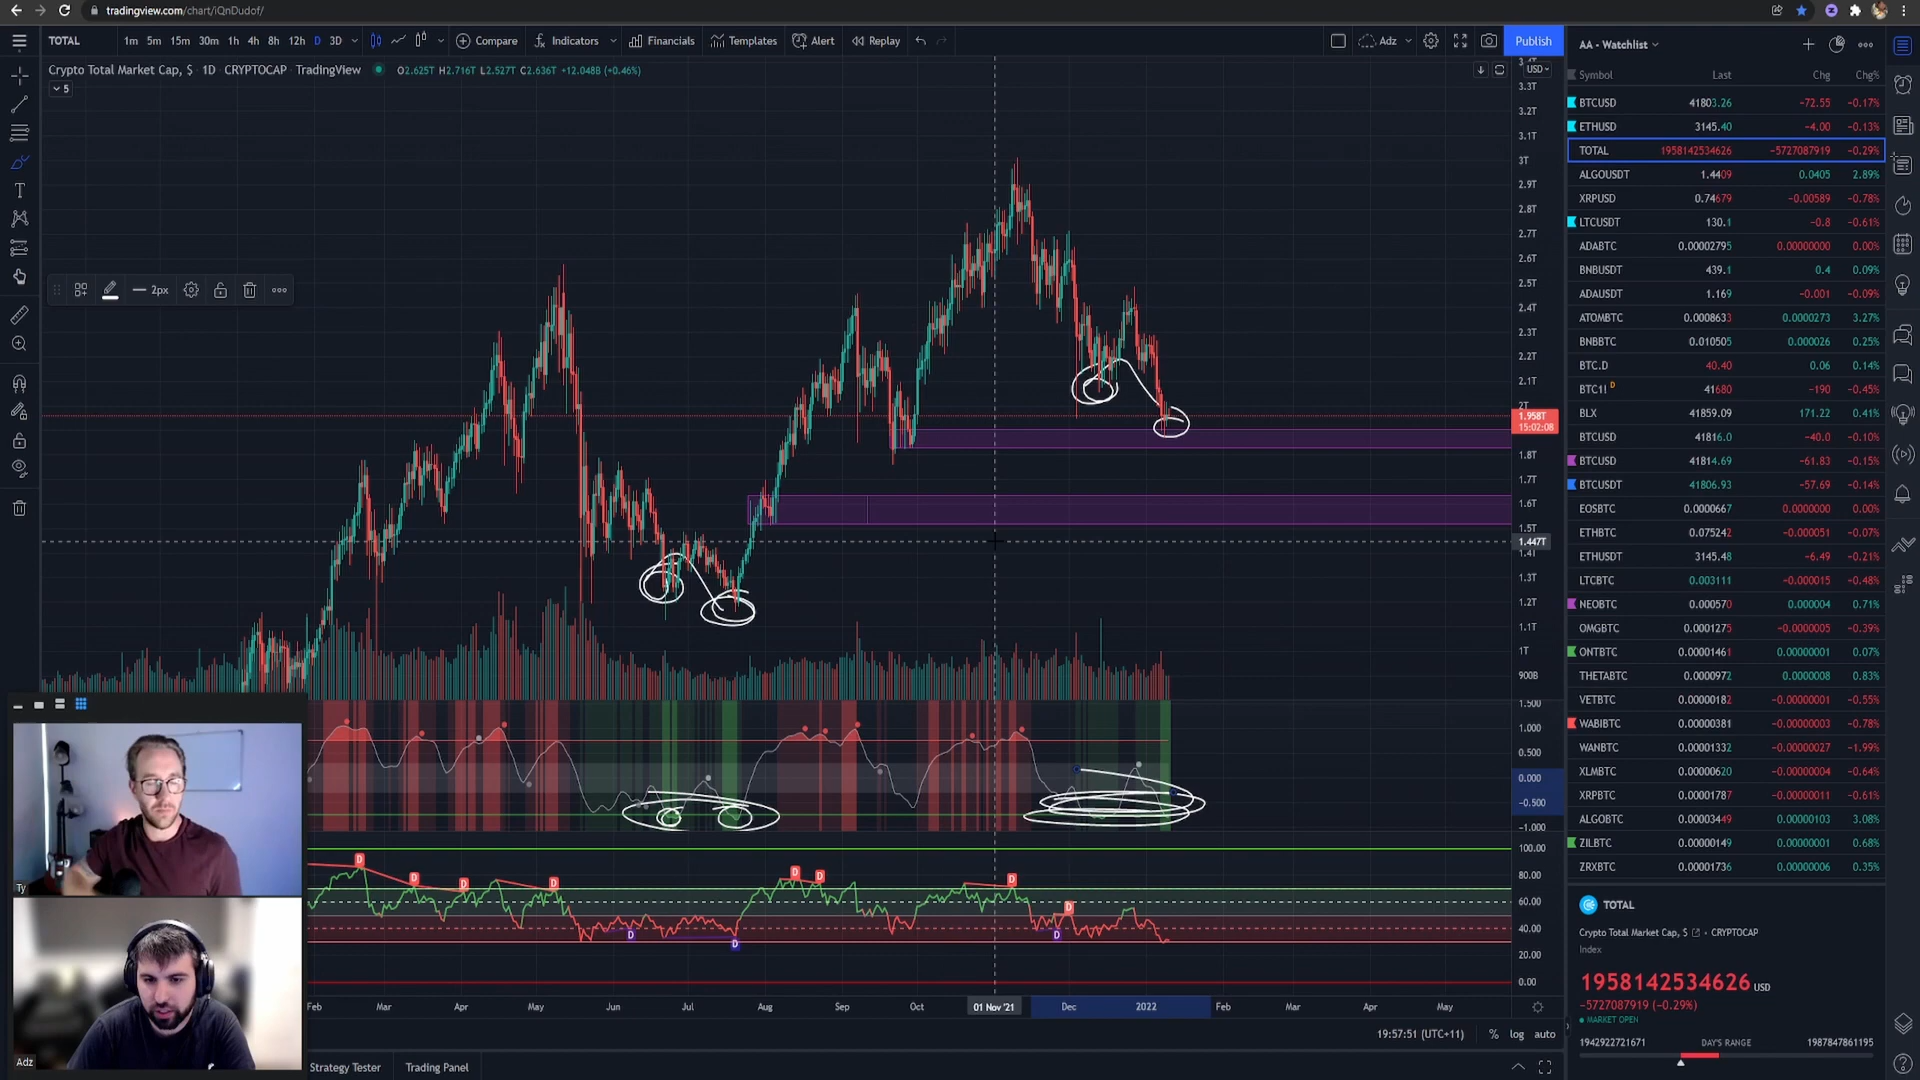 tradingview.com/chart/iQnDudof/
TOTAL 1m 5m 15m 30m 1h 4h 8h 12h D 3D Compare Indicators Financials Templates Alert Replay Adz Publish
Crypto Total Market Cap, $ · 1D · CRYPTOCAP · TradingView O2.625T H2.716T L2.527T C2.636T +12.048B (+0.46%)
5
USD
2px
3.3T
3.2T
3.1T
3T
2.9T
2.8T
2.7T
2.6T
2.5T
2.4T
2.3T
2.2T
2.1T
2T
1.958T
15:02:08
1.8T
1.7T
1.6T
1.5T
1.447T
1.3T
1.2T
1.1T
1T
900B
1.500
1.000
0.500
0.000
−0.500
−1.000
100.00
80.00
60.00
40.00
20.00
0.00
D D D D D D D D
D D D
Feb Mar Apr May Jun Jul Aug Sep Oct 01 Nov '21 Dec 2022 Feb Mar Apr May
19:57:51 (UTC+11) % log auto
Strategy Tester Trading Panel
Ty
Adz
AA - Watchlist
Symbol Last Chg Chg%
BTCUSD 41803.26 −72.55 −0.17%
ETHUSD 3145.40 −4.00 −0.13%
TOTAL 1958142534626 −5727087919 −0.29%
ALGOUSDT 1.4409 0.0405 2.89%
XRPUSD 0.74679 −0.00589 −0.78%
LTCUSDT 130.1 −0.8 −0.61%
ADABTC 0.00002795 0.00000000 0.00%
BNBUSDT 439.1 0.4 0.09%
ADAUSDT 1.169 −0.001 −0.09%
ATOMBTC 0.0008633 0.0000273 3.27%
BNBBTC 0.010505 0.000026 0.25%
BTC.D 40.40 0.06 0.14%
BTC1! D 41680 −190 −0.45%
BLX 41859.09 171.22 0.41%
BTCUSD 41816.0 −40.0 −0.10%
BTCUSD 41814.69 −61.83 −0.15%
BTCUSDT 41806.93 −57.69 −0.14%
EOSBTC 0.0000667 0.0000000 0.00%
ETHBTC 0.075242 −0.000051 −0.07%
ETHUSDT 3145.48 −6.49 −0.21%
LTCBTC 0.003111 −0.000015 −0.48%
NEOBTC 0.000570 0.000004 0.71%
OMGBTC 0.0001275 −0.0000005 −0.39%
ONTBTC 0.00001461 0.00000001 0.07%
THETABTC 0.0000972 0.0000008 0.83%
VETBTC 0.00000182 −0.00000001 −0.55%
WABIBTC 0.00000381 −0.00000003 −0.78%
WANBTC 0.00001332 −0.00000027 −1.99%
XLMBTC 0.00000620 −0.00000004 −0.64%
XRPBTC 0.00001787 −0.00000011 −0.61%
ALGOBTC 0.00003449 0.00000103 3.08%
ZILBTC 0.00000149 0.00000001 0.68%
ZRXBTC 0.00001736 0.00000006 0.35%
TOTAL
Crypto Total Market Cap, $ • CRYPTOCAP
Index
1958142534626 USD
−5727087919 (−0.29%)
MARKET OPEN
1942922721671 DAY'S RANGE 1987847861195